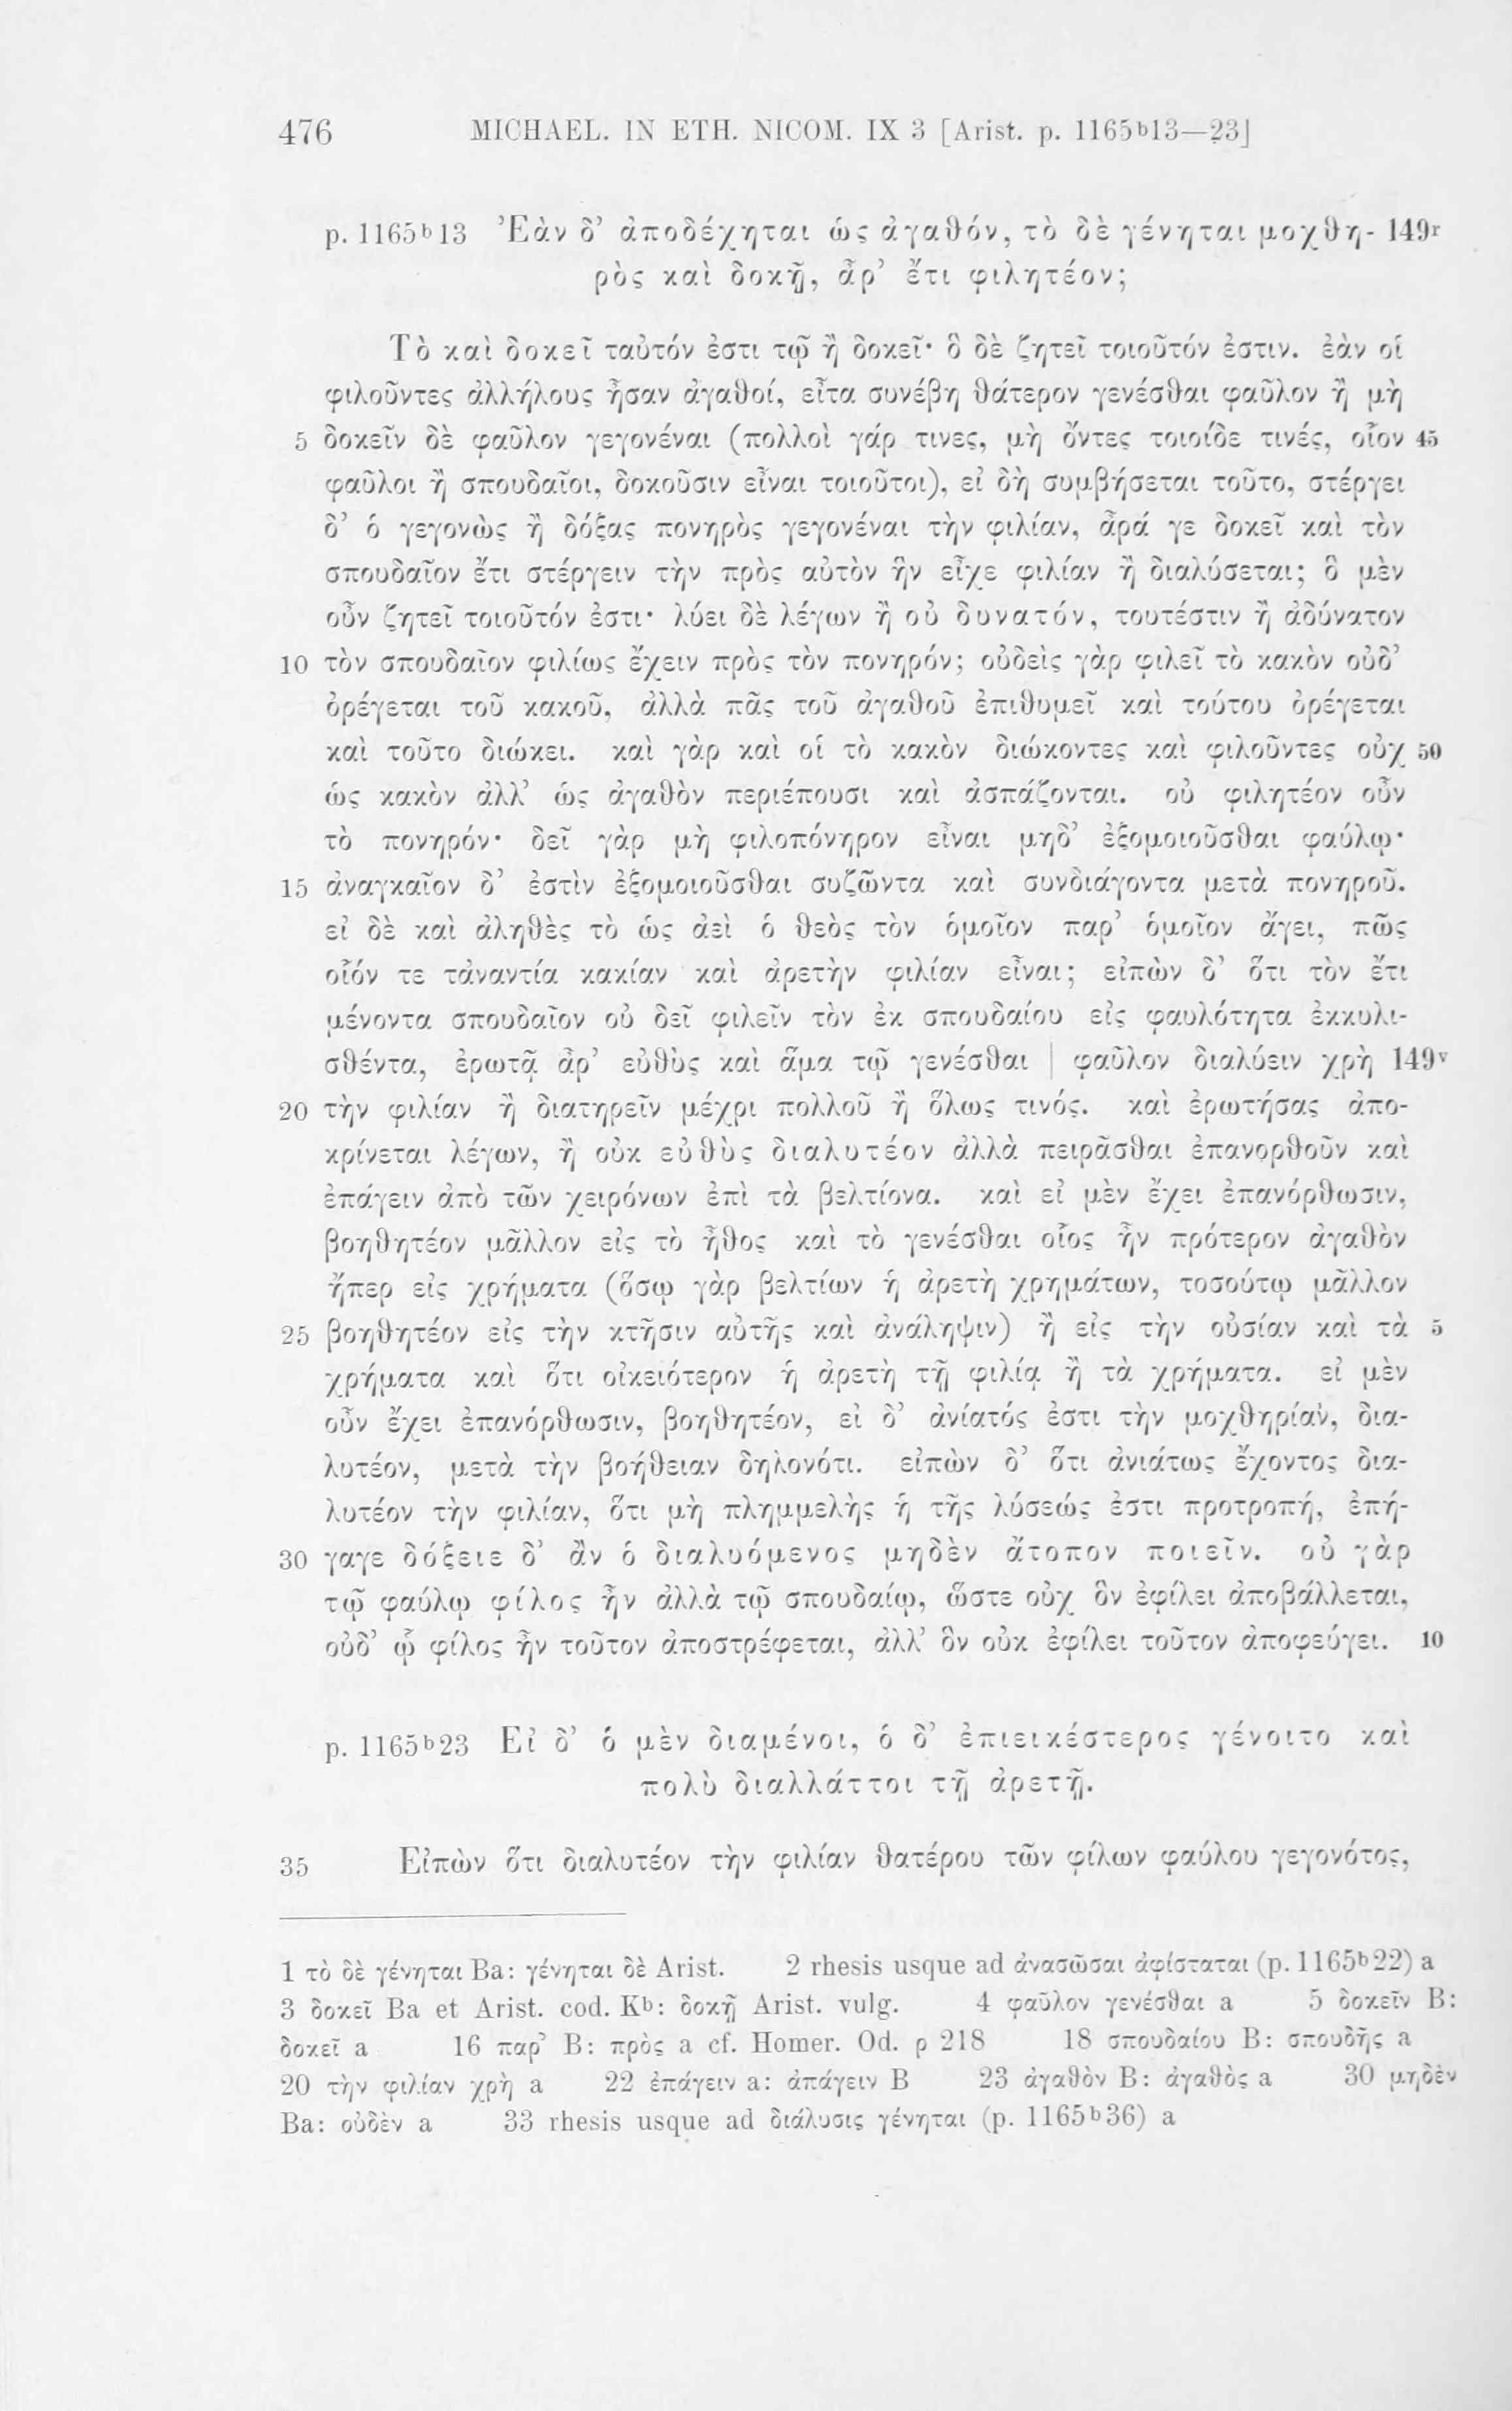 476 MICHAEL. IN ETH. NICOM. IX 3 [Arist. p. 1165ᵇ13—23]
p. 1165ᵇ13 Ἐὰν δ’ ἀποδέχηται ὡς ἀγαθόν, τὸ δὲ γένηται μοχθη- 149ʳ
ρὸς καὶ δοκῇ, ἆρ’ ἔτι φιλητέον;
Τὸ καὶ δοκεῖ ταὐτόν ἐστι τῷ ἢ δοκεῖ· ὃ δὲ ζητεῖ τοιοῦτόν ἐστιν. ἐὰν οἱ
φιλοῦντες ἀλλήλους ἦσαν ἀγαθοί, εἶτα συνέβη θάτερον γενέσθαι φαῦλον ἢ μὴ
5 δοκεῖν δὲ φαῦλον γεγονέναι (πολλοὶ γάρ τινες, μὴ ὄντες τοιοίδε τινές, οἷον 45
φαῦλοι ἢ σπουδαῖοι, δοκοῦσιν εἶναι τοιοῦτοι), εἰ δὴ συμβήσεται τοῦτο, στέργει
δ’ ὁ γεγονὼς ἢ δόξας πονηρὸς γεγονέναι τὴν φιλίαν, ἆρά γε δοκεῖ καὶ τὸν
σπουδαῖον ἔτι στέργειν τὴν πρὸς αὐτὸν ἣν εἶχε φιλίαν ἢ διαλύσεται; ὃ μὲν
οὖν ζητεῖ τοιοῦτόν ἐστι· λύει δὲ λέγων ἢ οὐ δυνατόν, τουτέστιν ἢ ἀδύνατον
10 τὸν σπουδαῖον φιλίως ἔχειν πρὸς τὸν πονηρόν; οὐδεὶς γὰρ φιλεῖ τὸ κακὸν οὐδ’
ὀρέγεται τοῦ κακοῦ, ἀλλὰ πᾶς τοῦ ἀγαθοῦ ἐπιθυμεῖ καὶ τούτου ὀρέγεται
καὶ τοῦτο διώκει. καὶ γὰρ καὶ οἱ τὸ κακὸν διώκοντες καὶ φιλοῦντες οὐχ 50
ὡς κακὸν ἀλλ’ ὡς ἀγαθὸν περιέπουσι καὶ ἀσπάζονται. οὐ φιλητέον οὖν
τὸ πονηρόν· δεῖ γὰρ μὴ φιλοπόνηρον εἶναι μηδ’ ἐξομοιοῦσθαι φαύλῳ·
15 ἀναγκαῖον δ’ ἐστὶν ἐξομοιοῦσθαι συζῶντα καὶ συνδιάγοντα μετὰ πονηροῦ.
εἰ δὲ καὶ ἀληθὲς τὸ ὡς ἀεὶ ὁ θεὸς τὸν ὁμοῖον παρ’ ὁμοῖον ἄγει, πῶς
οἷόν τε τἀναντία κακίαν καὶ ἀρετὴν φιλίαν εἶναι; εἰπὼν δ’ ὅτι τὸν ἔτι
μένοντα σπουδαῖον οὐ δεῖ φιλεῖν τὸν ἐκ σπουδαίου εἰς φαυλότητα ἐκκυλι-
σθέντα, ἐρωτᾷ ἆρ’ εὐθὺς καὶ ἅμα τῷ γενέσθαι | φαῦλον διαλύειν χρὴ 149ᵛ
20 τὴν φιλίαν ἢ διατηρεῖν μέχρι πολλοῦ ἢ ὅλως τινός. καὶ ἐρωτήσας ἀπο-
κρίνεται λέγων, ἢ οὐκ εὐθὺς διαλυτέον ἀλλὰ πειρᾶσθαι ἐπανορθοῦν καὶ
ἐπάγειν ἀπὸ τῶν χειρόνων ἐπὶ τὰ βελτίονα. καὶ εἰ μὲν ἔχει ἐπανόρθωσιν,
βοηθητέον μᾶλλον εἰς τὸ ἦθος καὶ τὸ γενέσθαι οἷος ἦν πρότερον ἀγαθὸν
ἤπερ εἰς χρήματα (ὅσῳ γὰρ βελτίων ἡ ἀρετὴ χρημάτων, τοσούτῳ μᾶλλον
25 βοηθητέον εἰς τὴν κτῆσιν αὐτῆς καὶ ἀνάληψιν) ἢ εἰς τὴν οὐσίαν καὶ τὰ 5
χρήματα καὶ ὅτι οἰκειότερον ἡ ἀρετὴ τῇ φιλίᾳ ἢ τὰ χρήματα. εἰ μὲν
οὖν ἔχει ἐπανόρθωσιν, βοηθητέον, εἰ δ’ ἀνίατός ἐστι τὴν μοχθηρίαν, δια-
λυτέον, μετὰ τὴν βοήθειαν δηλονότι. εἰπὼν δ’ ὅτι ἀνιάτως ἔχοντος δια-
λυτέον τὴν φιλίαν, ὅτι μὴ πλημμελὴς ἡ τῆς λύσεώς ἐστι προτροπή, ἐπή-
30 γαγε δόξειε δ’ ἂν ὁ διαλυόμενος μηδὲν ἄτοπον ποιεῖν. οὐ γὰρ
τῷ φαύλῳ φίλος ἦν ἀλλὰ τῷ σπουδαίῳ, ὥστε οὐχ ὃν ἐφίλει ἀποβάλλεται,
οὐδ’ ᾧ φίλος ἦν τοῦτον ἀποστρέφεται, ἀλλ’ ὃν οὐκ ἐφίλει τοῦτον ἀποφεύγει. 10
p. 1165ᵇ23 Εἰ δ’ ὁ μὲν διαμένοι, ὁ δ’ ἐπιεικέστερος γένοιτο καὶ
πολὺ διαλλάττοι τῇ ἀρετῇ.
35 Εἰπὼν ὅτι διαλυτέον τὴν φιλίαν θατέρου τῶν φίλων φαύλου γεγονότος,
1 τὸ δὲ γένηται Ba: γένηται δὲ Arist. 2 rhesis usque ad ἀνασῶσαι ἀφίσταται (p. 1165ᵇ22) a
3 δοκεῖ Ba et Arist. cod. Kᵇ: δοκῇ Arist. vulg. 4 φαῦλον γενέσθαι a 5 δοκεῖν B:
δοκεῖ a 16 παρ’ B: πρὸς a cf. Homer. Od. ρ 218 18 σπουδαίου B: σπουδῆς a
20 τὴν φιλίαν χρὴ a 22 ἐπάγειν a: ἀπάγειν B 23 ἀγαθὸν B: ἀγαθὸς a 30 μηδὲν
Ba: οὐδὲν a 33 rhesis usque ad διάλυσις γένηται (p. 1165ᵇ36) a